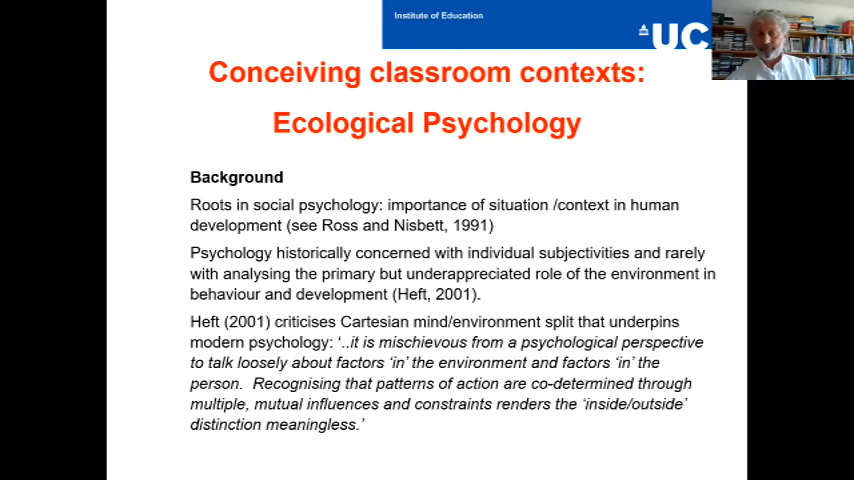 Institute of Education
UC
Conceiving classroom contexts:
Ecological Psychology
Background
Roots in social psychology: importance of situation /context in human
development (see Ross and Nisbett, 1991)
Psychology historically concerned with individual subjectivities and rarely
with analysing the primary but underappreciated role of the environment in
behaviour and development (Heft, 2001).
Heft (2001) criticises Cartesian mind/environment split that underpins
modern psychology: ‘..it is mischievous from a psychological perspective
to talk loosely about factors ‘in’ the environment and factors ‘in’ the
person.  Recognising that patterns of action are co-determined through
multiple, mutual influences and constraints renders the ‘inside/outside’
distinction meaningless.’